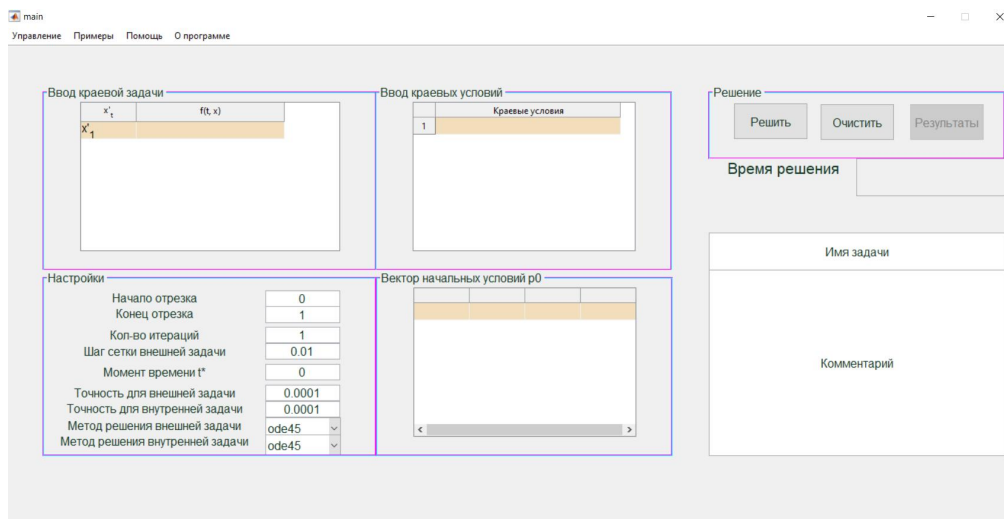 main
Управление Примеры Помощь О программе
Ввод краевой задачи
x't f(t, x)
x'1
Ввод краевых условий
Краевые условия
1
Решение
Решить Очистить Результаты
Время решения
Имя задачи
Комментарий
Настройки
Начало отрезка 0
Конец отрезка 1
Кол-во итераций 1
Шаг сетки внешней задачи 0.01
Момент времени t* 0
Точность для внешней задачи 0.0001
Точность для внутренней задачи 0.0001
Метод решения внешней задачи ode45
Метод решения внутренней задачи ode45
Вектор начальных условий p0